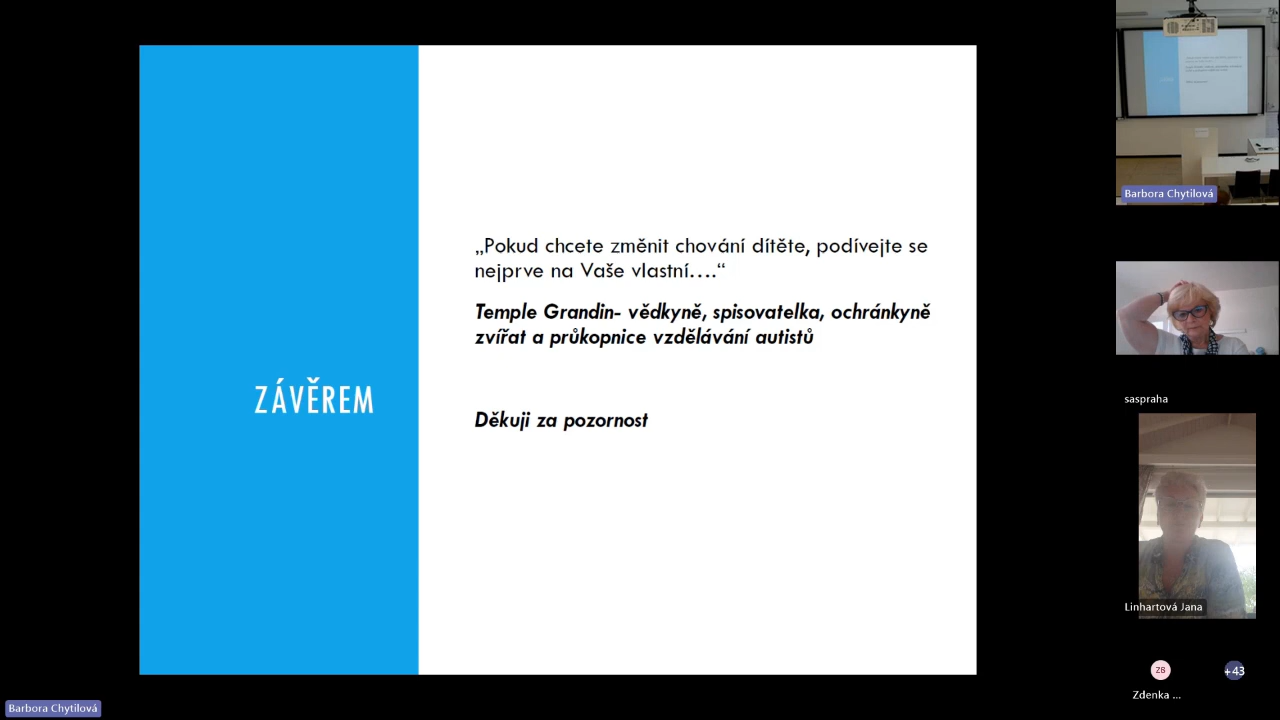 ZÁVĚREM
„Pokud chcete změnit chování dítěte, podívejte se
nejprve na Vaše vlastní….“
Temple Grandin- vědkyně, spisovatelka, ochránkyně
zvířat a průkopnice vzdělávání autistů
Děkuji za pozornost
Barbora Chytilová
Barbora Chytilová
saspraha
Linhartová Jana
ZB
+43
Zdenka ...